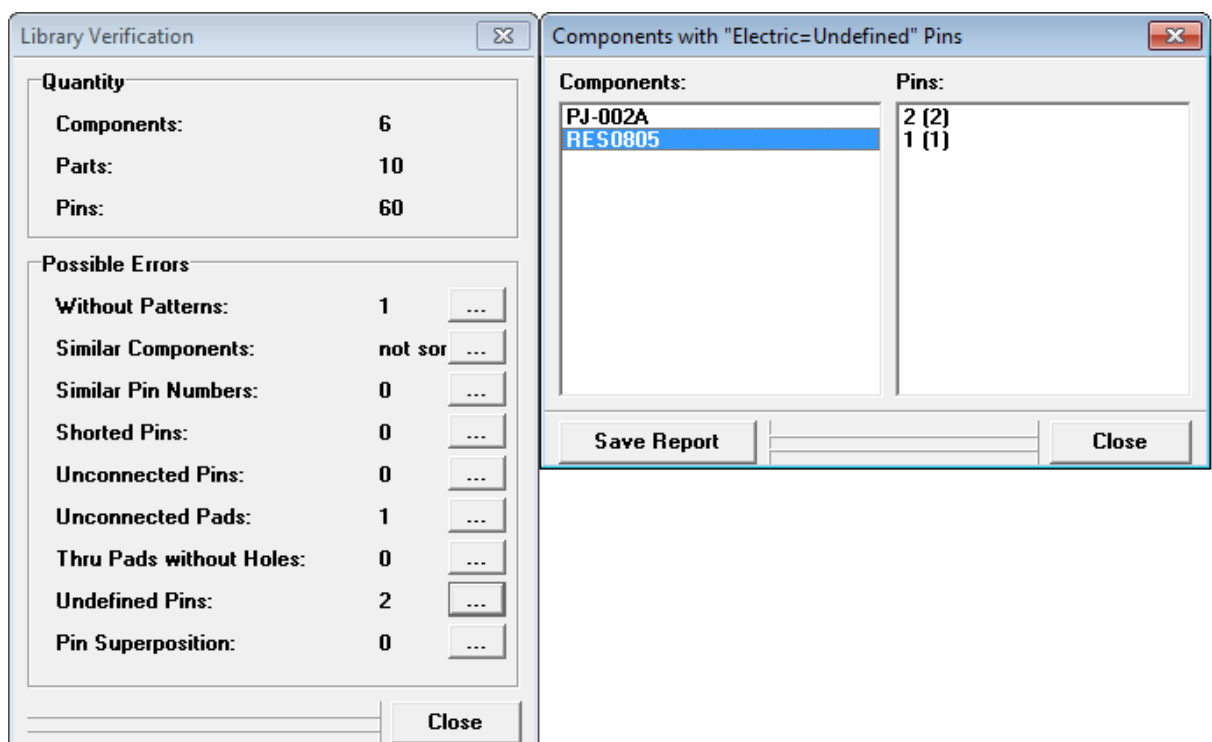 Library Verification
Quantity
Components: 6
Parts: 10
Pins: 60
Possible Errors
Without Patterns: 1 ...
Similar Components: not sor ...
Similar Pin Numbers: 0 ...
Shorted Pins: 0 ...
Unconnected Pins: 0 ...
Unconnected Pads: 1 ...
Thru Pads without Holes: 0 ...
Undefined Pins: 2 ...
Pin Superposition: 0 ...
Close
Components with "Electric=Undefined" Pins
Components: Pins:
PJ-002A 2 (2)
RES0805 1 (1)
Save Report Close